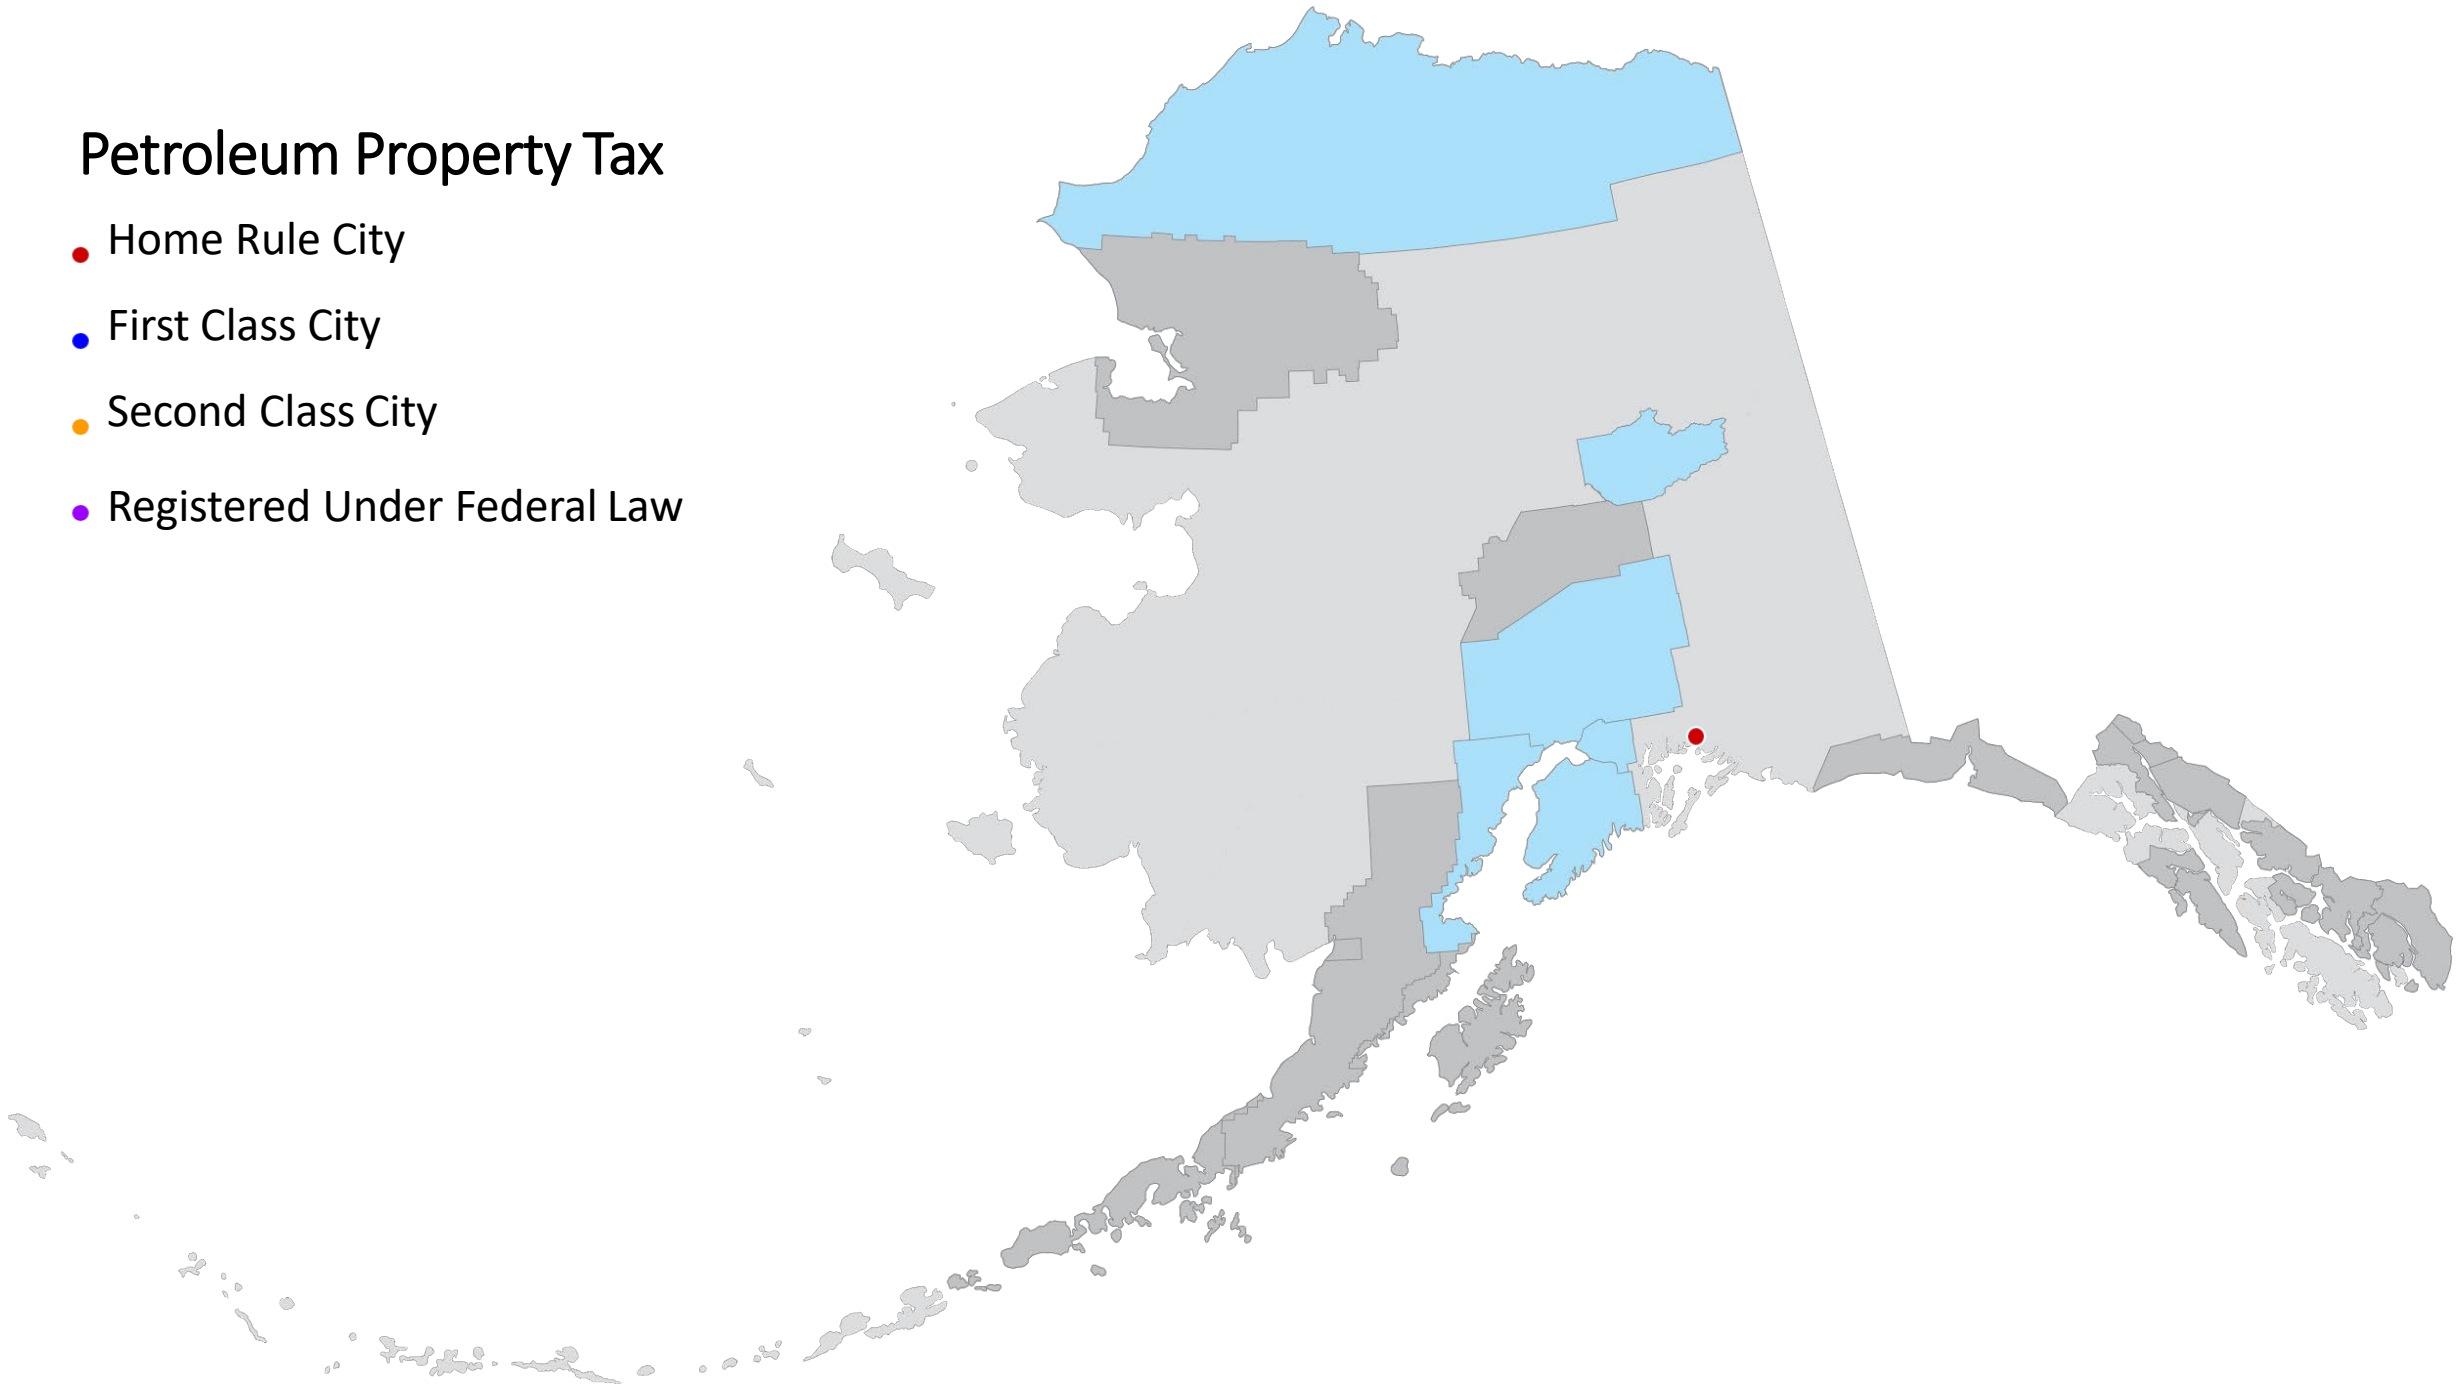 Petroleum Property Tax
Home Rule City
First Class City
Second Class City
Registered Under Federal Law